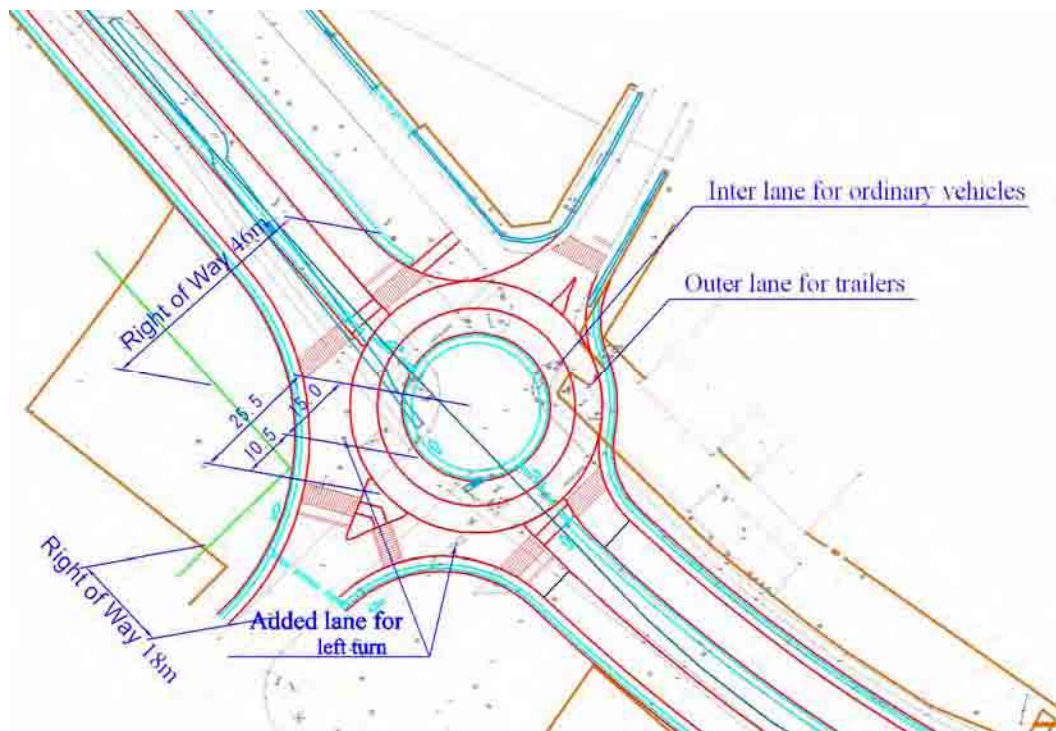 Inter lane for ordinary vehicles
Right of Way 46m
Outer lane for trailers
25.5
15.0
10.5
Right of Way 18m
Added lane for
left turn